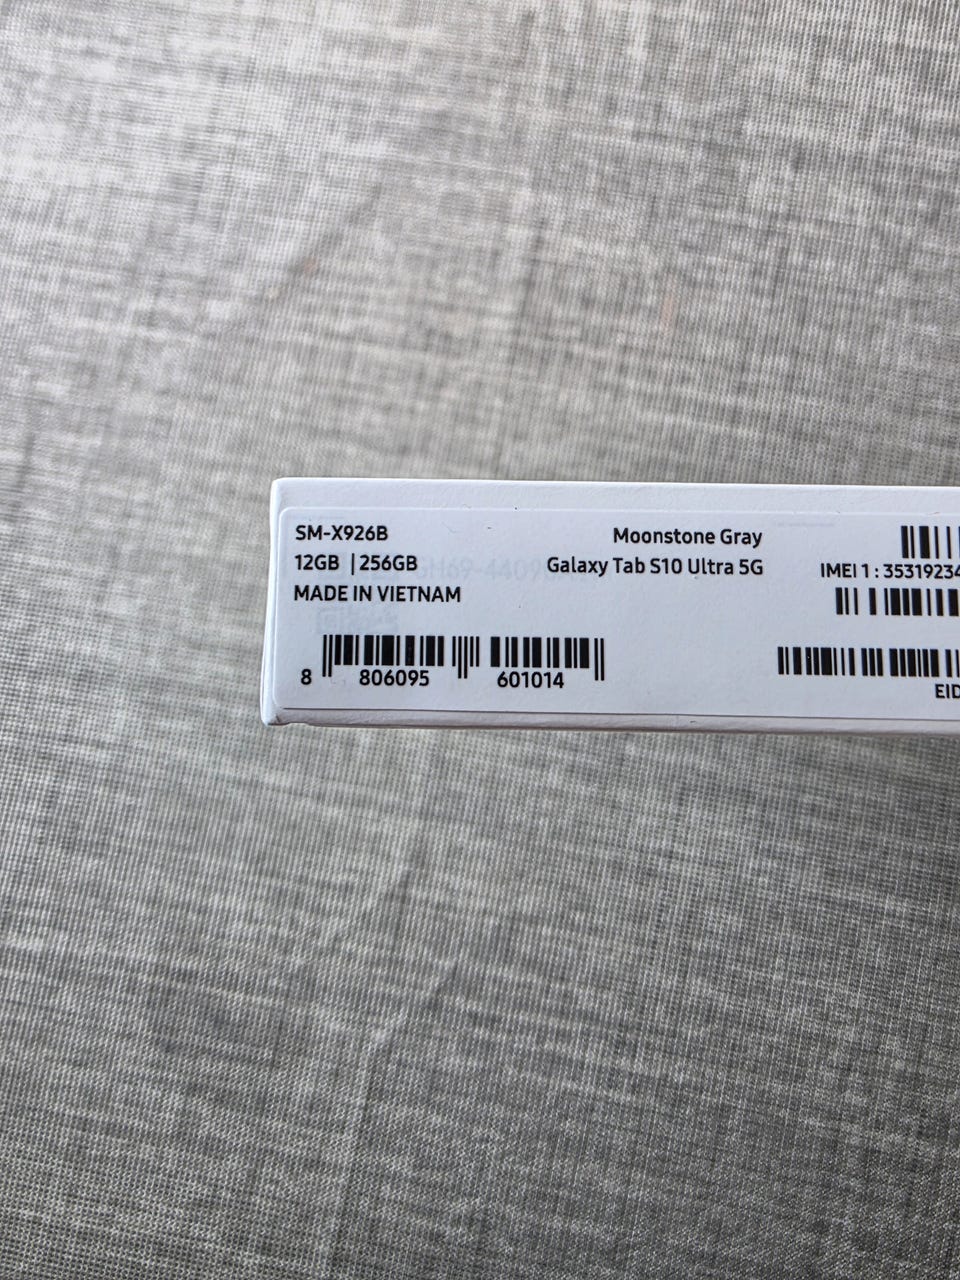 SM-X926B
12GB | 256GB
MADE IN VIETNAM
8 806095 601014
Moonstone Gray
Galaxy Tab S10 Ultra 5G
IMEI 1 : 35319234
EID